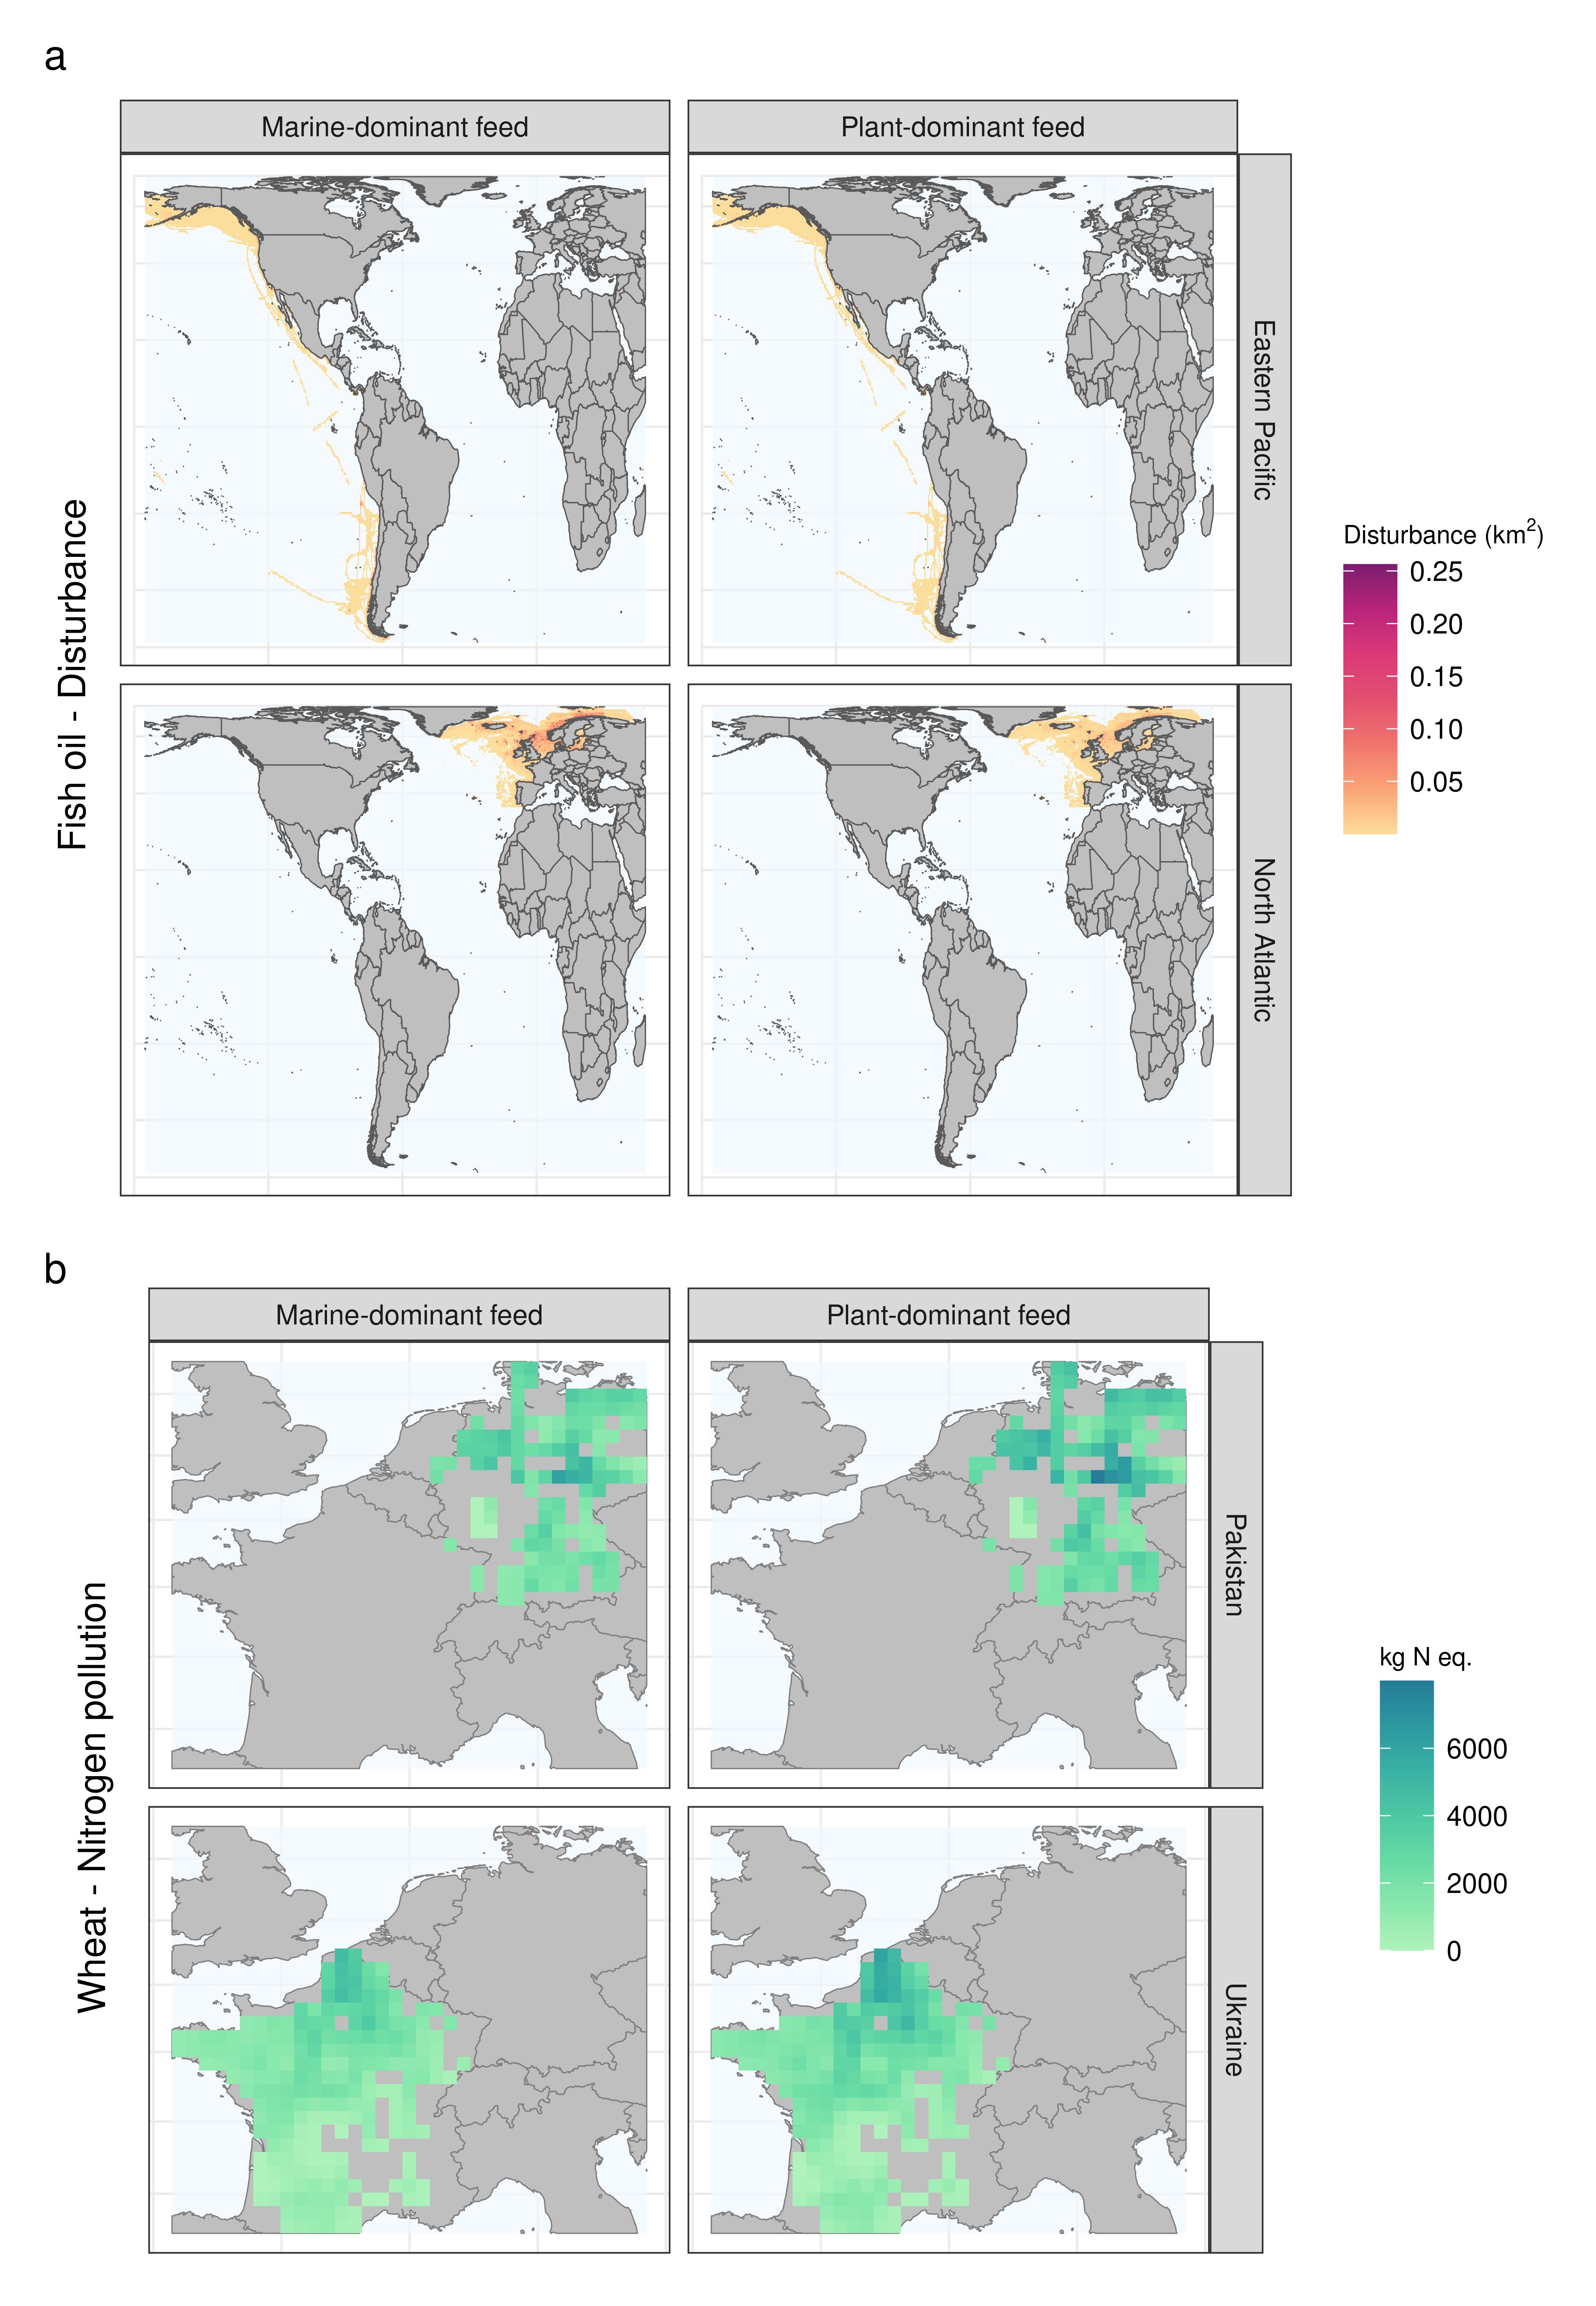 a
Marine-dominant feed
Plant-dominant feed
Eastern Pacific
North Atlantic
Fish oil - Disturbance
Disturbance (km²)
0.25
0.20
0.15
0.10
0.05
b
Marine-dominant feed
Plant-dominant feed
Pakistan
Ukraine
Wheat - Nitrogen pollution
kg N eq.
6000
4000
2000
0